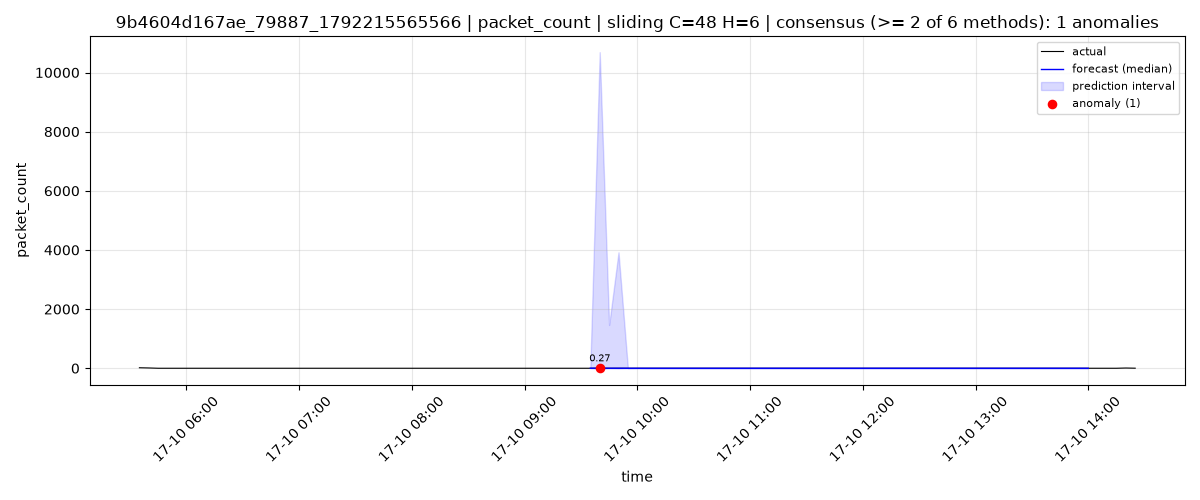 9b4604d167ae_79887_1792215565566 | packet_count | sliding C=48 H=6 | consensus (>= 2 of 6 methods): 1 anomalies
actual
forecast (median)
prediction interval
anomaly (1)
packet_count
10000
8000
6000
4000
2000
0
0.27
17-10 06:00
17-10 07:00
17-10 08:00
17-10 09:00
17-10 10:00
17-10 11:00
17-10 12:00
17-10 13:00
17-10 14:00
time